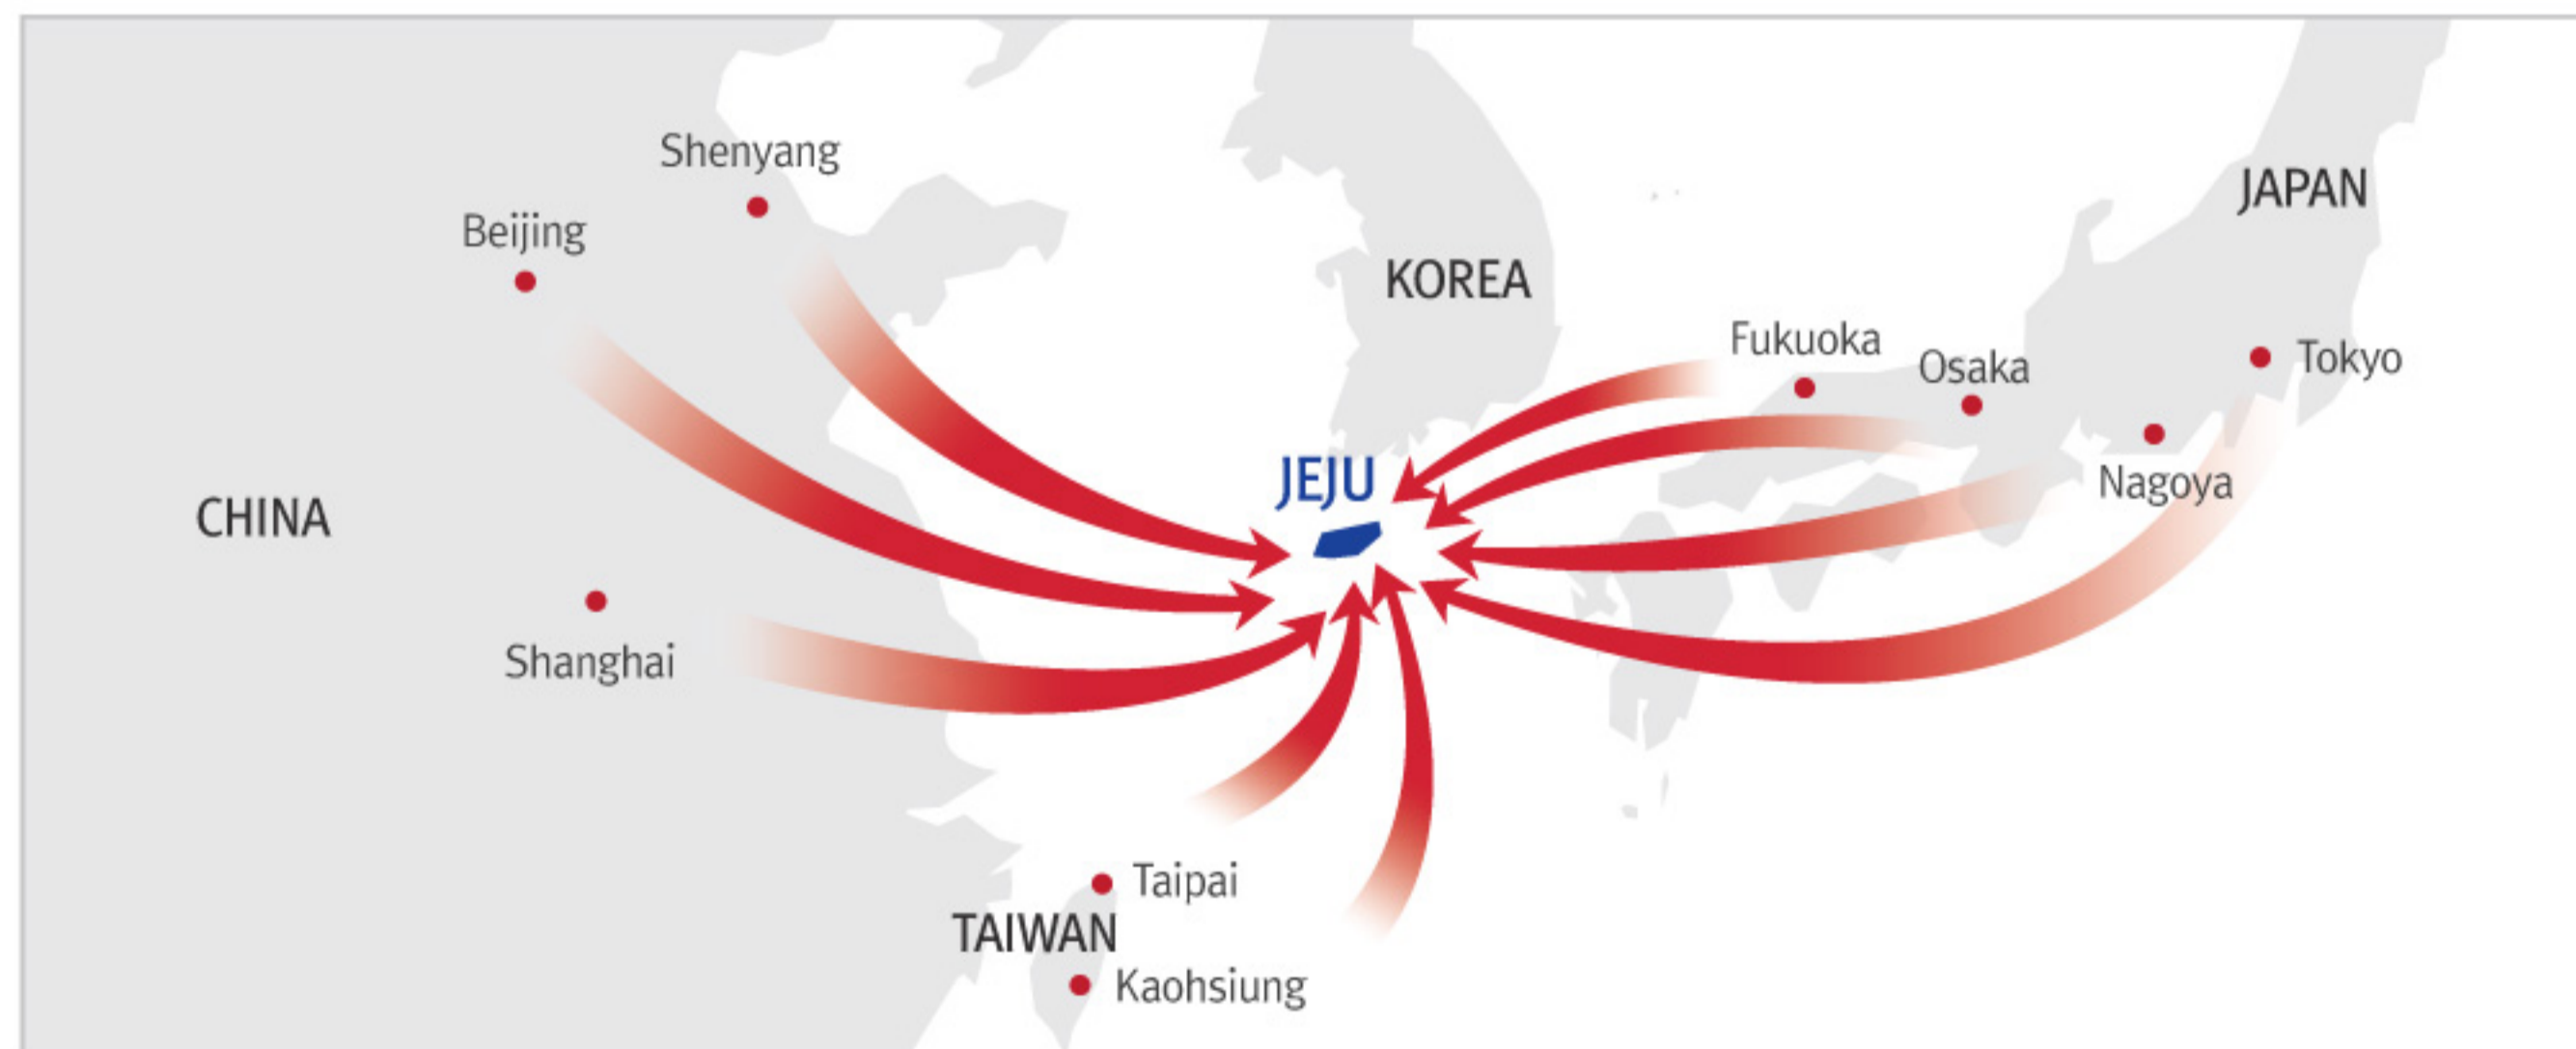 Shenyang
Beijing
JAPAN
KOREA
Fukuoka
Osaka
Tokyo
JEJU
Nagoya
CHINA
Shanghai
Taipai
TAIWAN
Kaohsiung